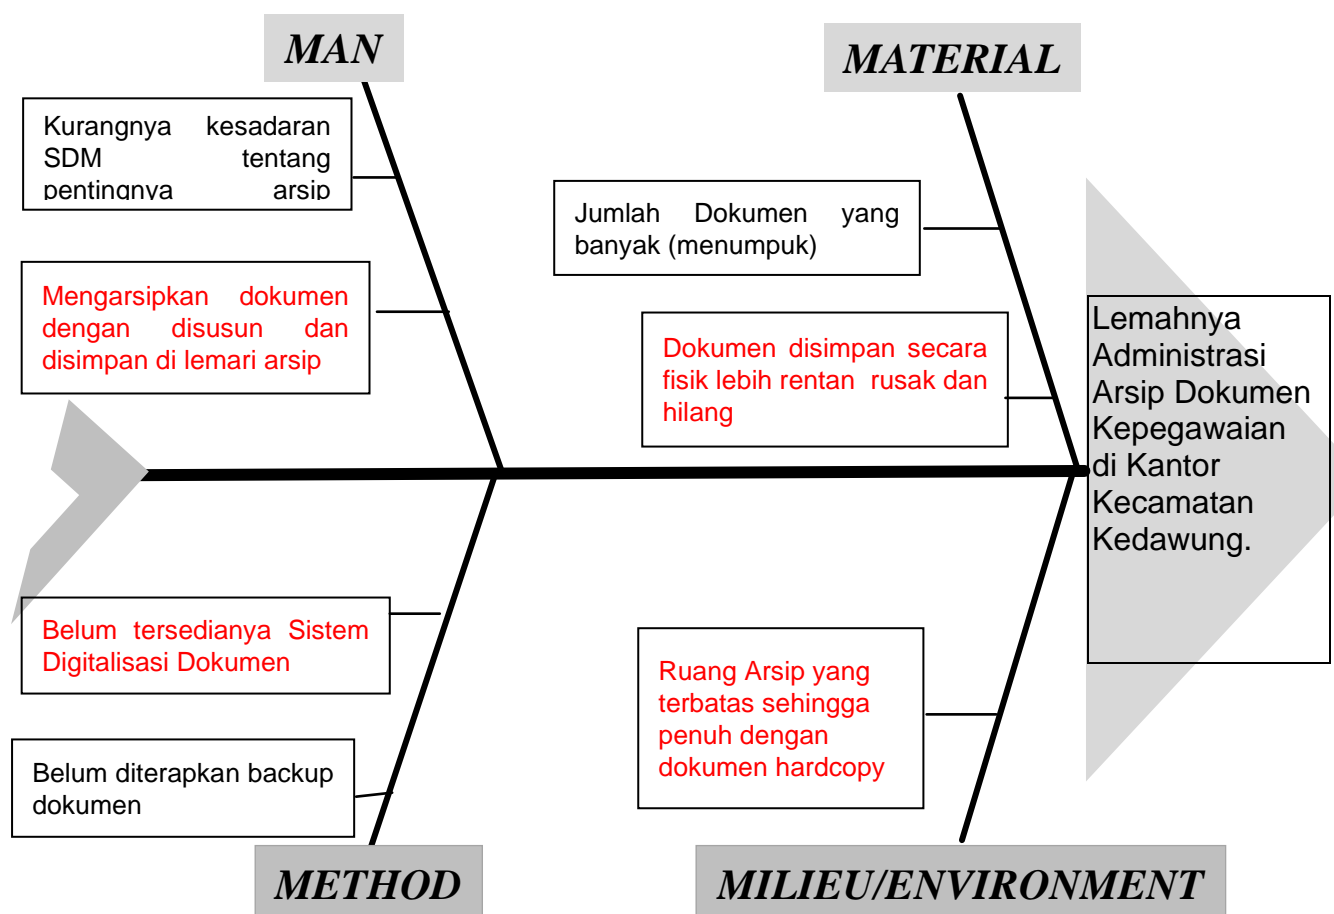 MAN
MATERIAL
Kurangnya kesadaran
SDM tentang
pentingnya arsip
Jumlah Dokumen yang
banyak (menumpuk)
Mengarsipkan dokumen
dengan disusun dan
disimpan di lemari arsip
Dokumen disimpan secara
fisik lebih rentan rusak dan
hilang
Lemahnya
Administrasi
Arsip Dokumen
Kepegawaian
di Kantor
Kecamatan
Kedawung.
Belum tersedianya Sistem
Digitalisasi Dokumen
Ruang Arsip yang
terbatas sehingga
penuh dengan
dokumen hardcopy
Belum diterapkan backup
dokumen
METHOD
MILIEU/ENVIRONMENT